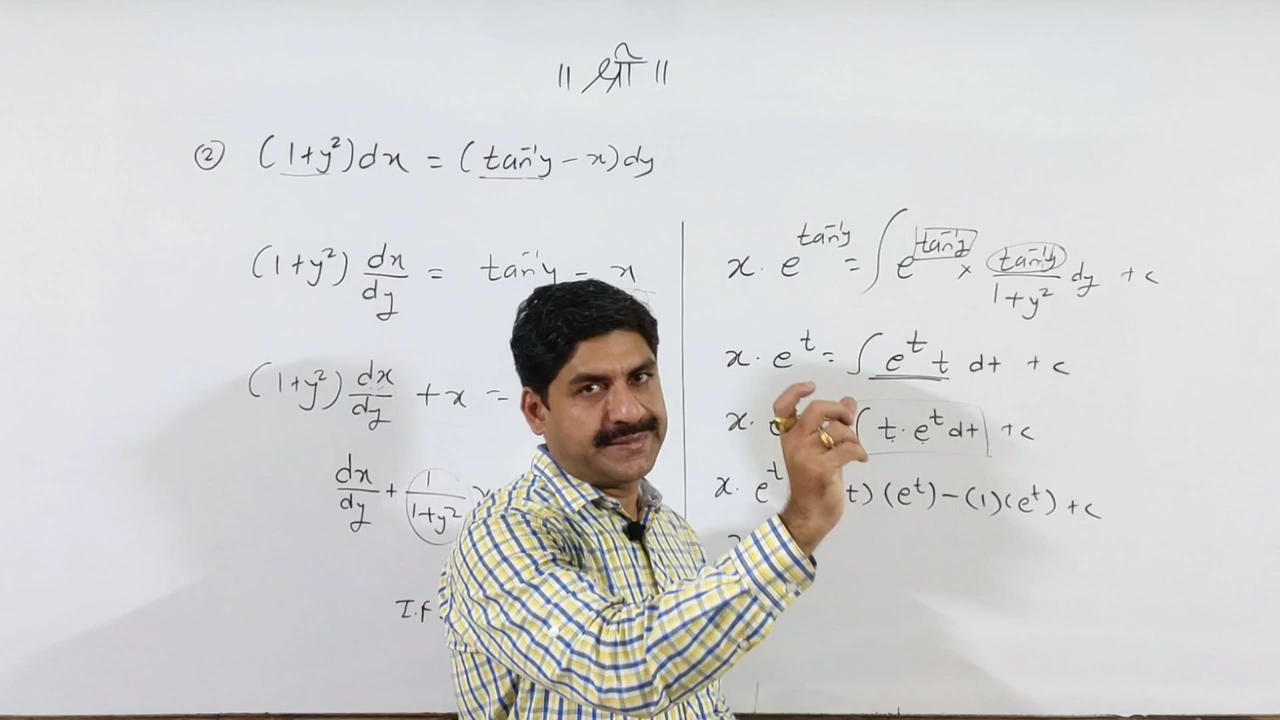 || श्री ||
② (1+y²)dx = (tan⁻¹y − x)dy
(1+y²) dx/dy = tan⁻¹y − x
(1+y²) dx/dy + x =
dx/dy + 1/(1+y²)
I.f
x. e^(tan⁻¹y) = ∫ e^(tan⁻¹y) × tan⁻¹y/(1+y²) dy + c
x. e^t = ∫ e^t t dt + c
x. t. e^t dt + c
x. e^t t) (e^t) − (1)(e^t) + c